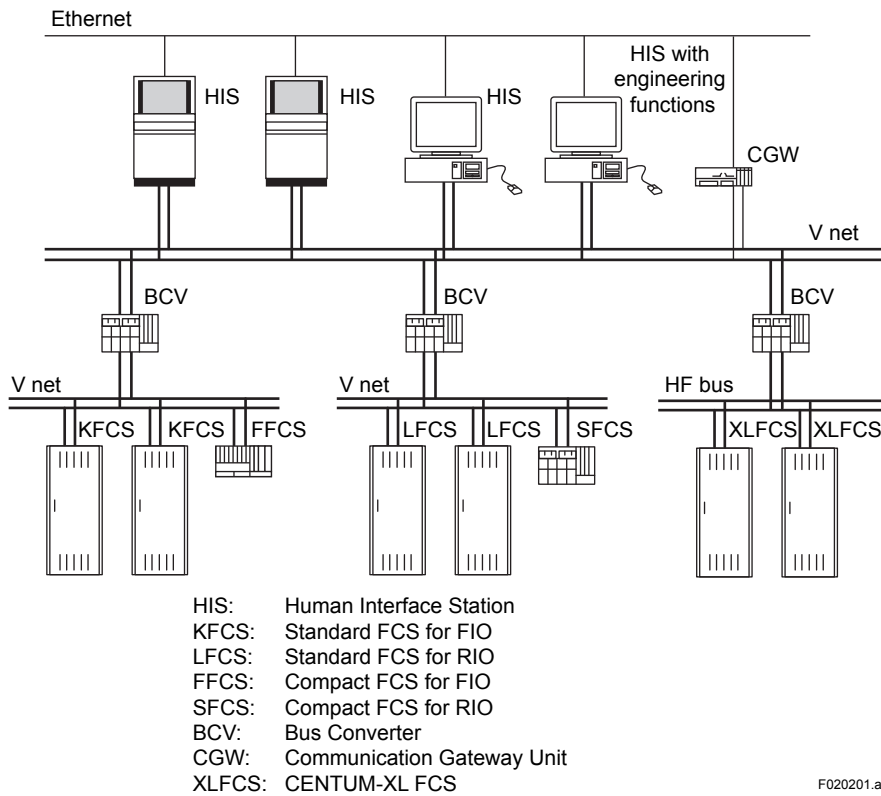 Ethernet
HIS
HIS
HIS
HIS with
engineering
functions
CGW
V net
BCV
BCV
BCV
V net
V net
HF bus
KFCS
KFCS
FFCS
LFCS
LFCS
SFCS
XLFCS
XLFCS
HIS: Human Interface Station
KFCS: Standard FCS for FIO
LFCS: Standard FCS for RIO
FFCS: Compact FCS for FIO
SFCS: Compact FCS for RIO
BCV: Bus Converter
CGW: Communication Gateway Unit
XLFCS: CENTUM-XL FCS
F020201.a